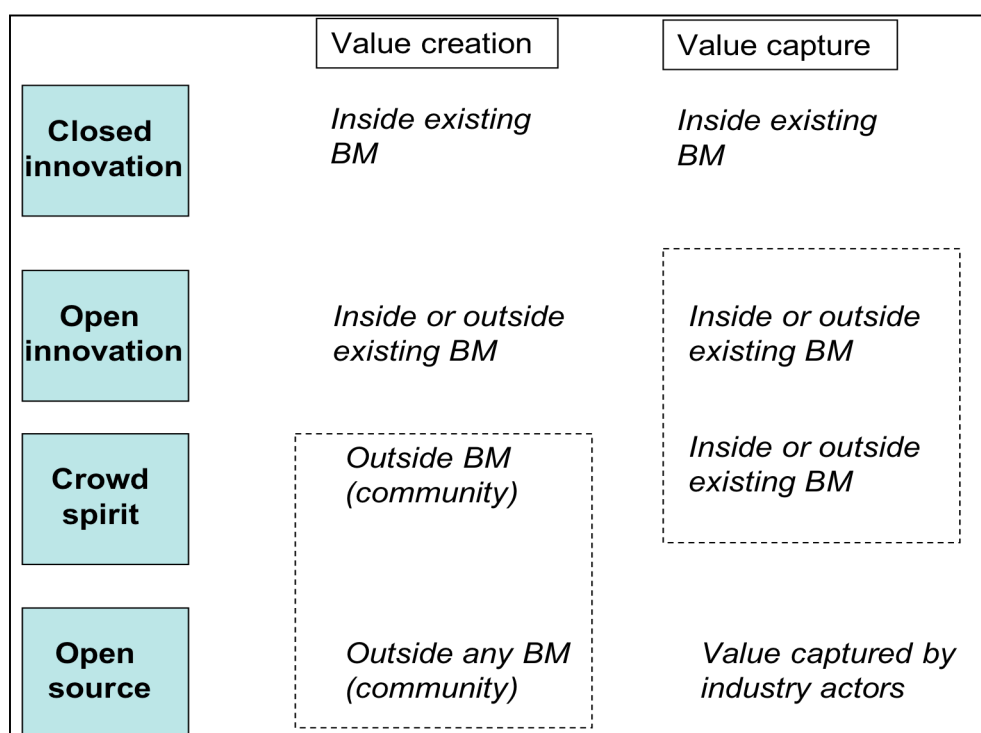 Value creation
Value capture
Closed
innovation
Inside existing
BM
Inside existing
BM
Open
innovation
Inside or outside
existing BM
Inside or outside
existing BM
Crowd
spirit
Outside BM
(community)
Inside or outside
existing BM
Open
source
Outside any BM
(community)
Value captured by
industry actors